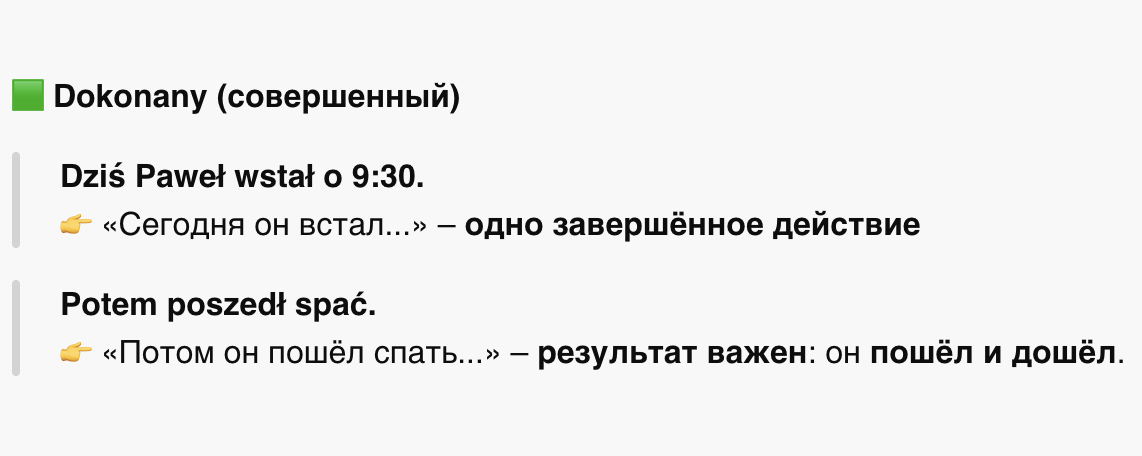 🟩 Dokonany (совершенный)
Dziś Paweł wstał o 9:30.
👉 «Сегодня он встал...» – одно завершённое действие
Potem poszedł spać.
👉 «Потом он пошёл спать...» – результат важен: он пошёл и дошёл.